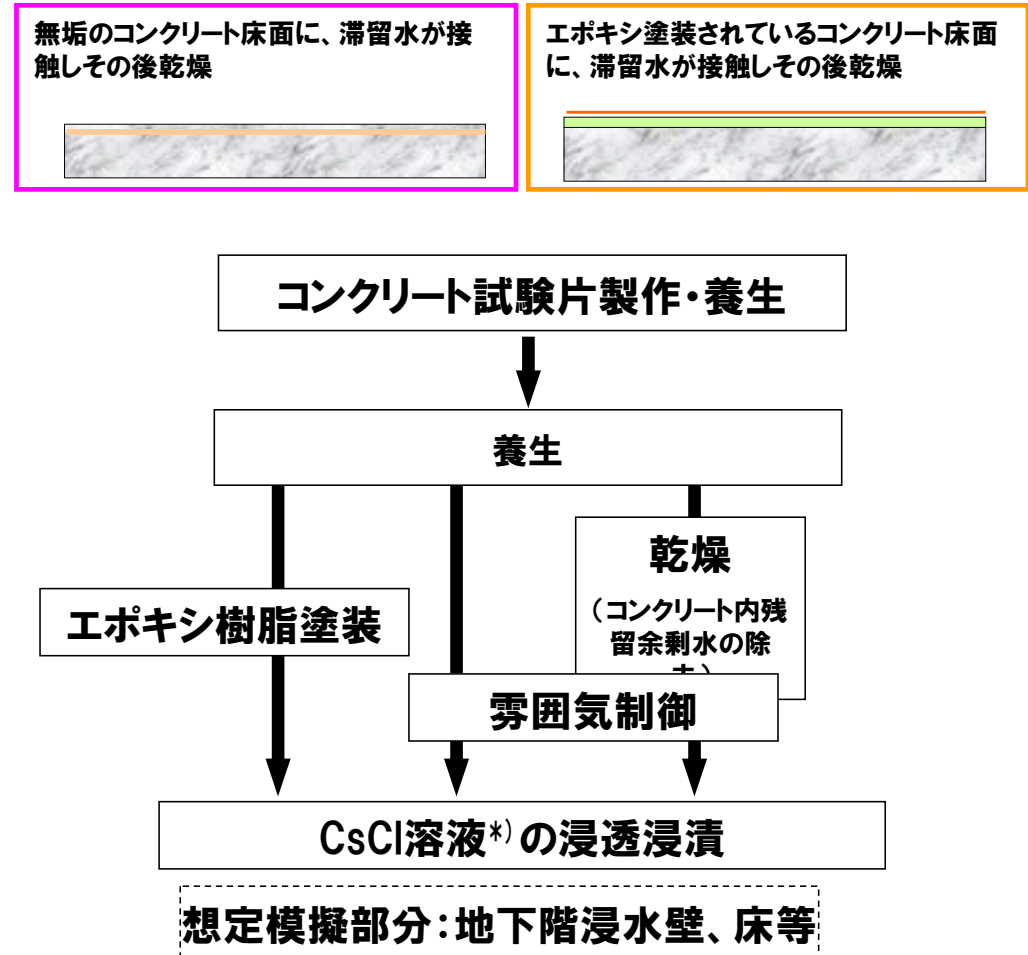 無垢のコンクリート床面に、滞留水が接
触しその後乾燥
エポキシ塗装されているコンクリート床面
に、滞留水が接触しその後乾燥
コンクリート試験片製作・養生
養生
乾燥
（コンクリート内残
留余剰水の除
エポキシ樹脂塗装
雰囲気制御
CsCl溶液*)の浸透浸漬
想定模擬部分：地下階浸水壁、床等